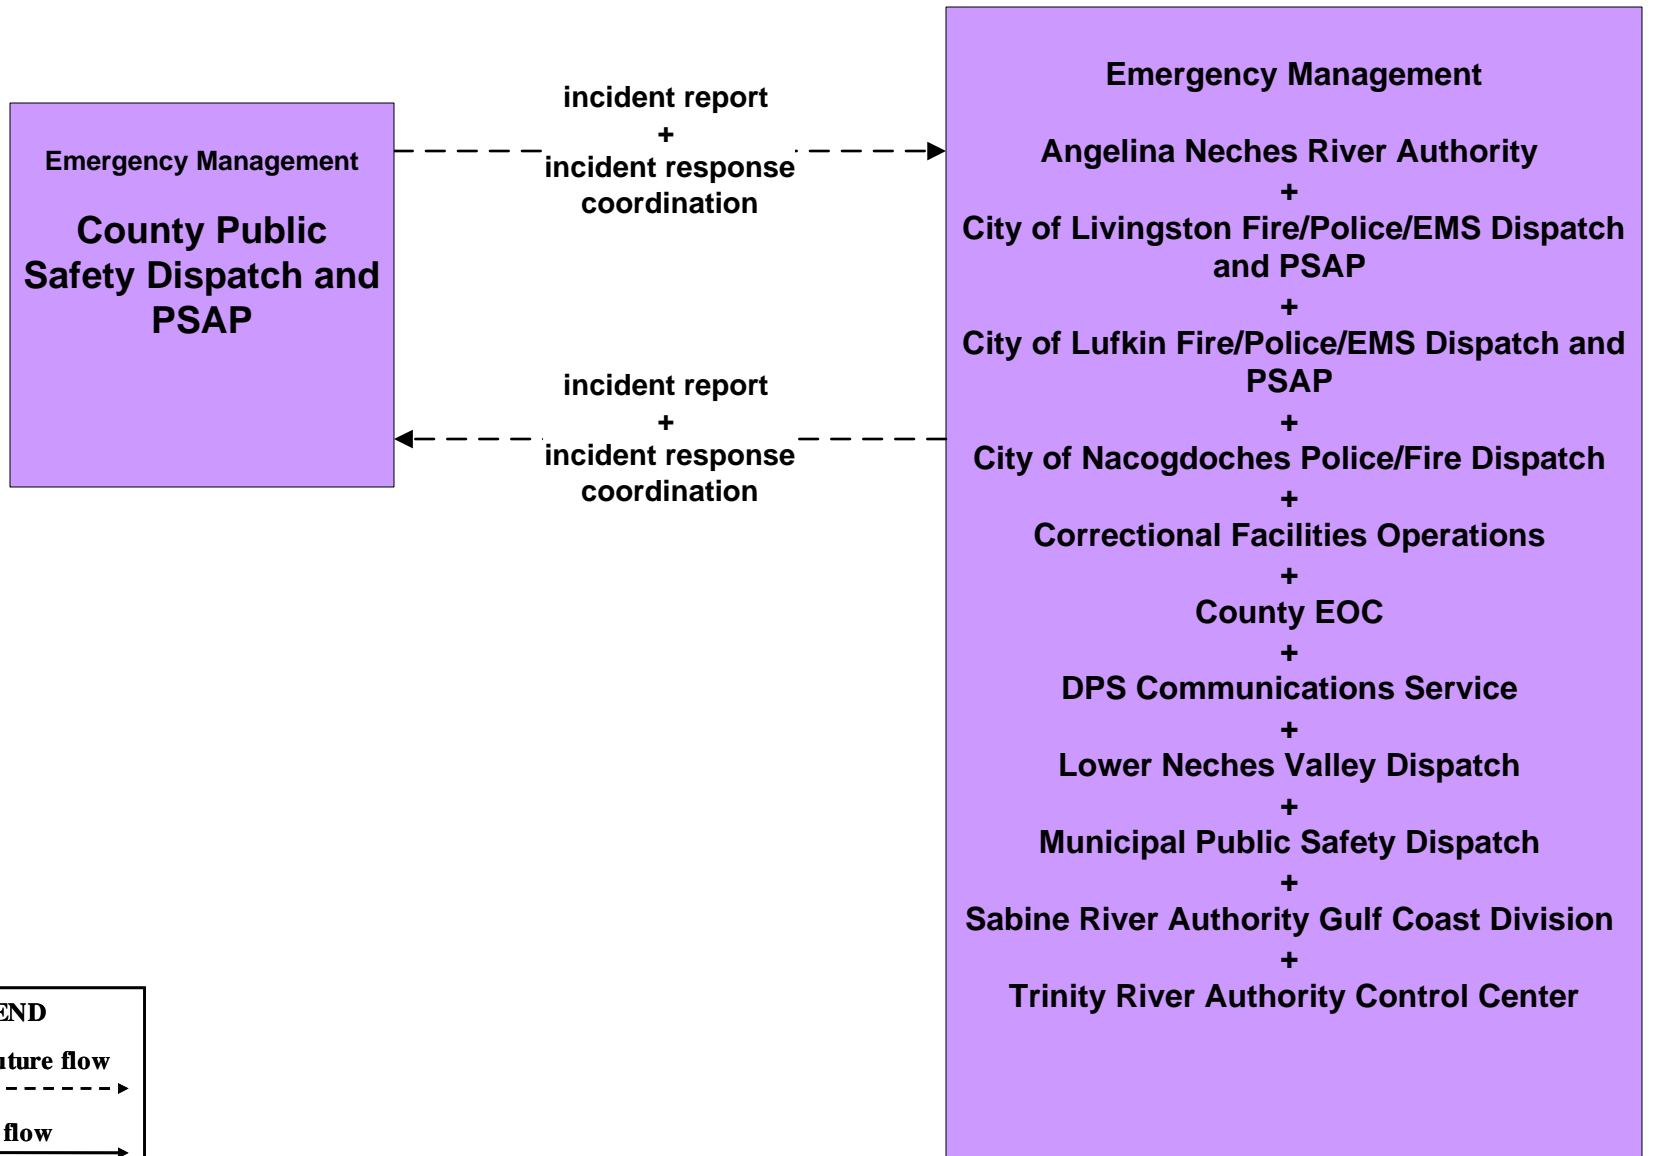 Emergency Management
County Public
Safety Dispatch and
PSAP
incident report
+
incident response
coordination
incident report
+
incident response
coordination
Emergency Management
Angelina Neches River Authority
+
City of Livingston Fire/Police/EMS Dispatch
and PSAP
+
City of Lufkin Fire/Police/EMS Dispatch and
PSAP
+
City of Nacogdoches Police/Fire Dispatch
+
Correctional Facilities Operations
+
County EOC
+
DPS Communications Service
+
Lower Neches Valley Dispatch
+
Municipal Public Safety Dispatch
+
Sabine River Authority Gulf Coast Division
+
Trinity River Authority Control Center
flow
flow